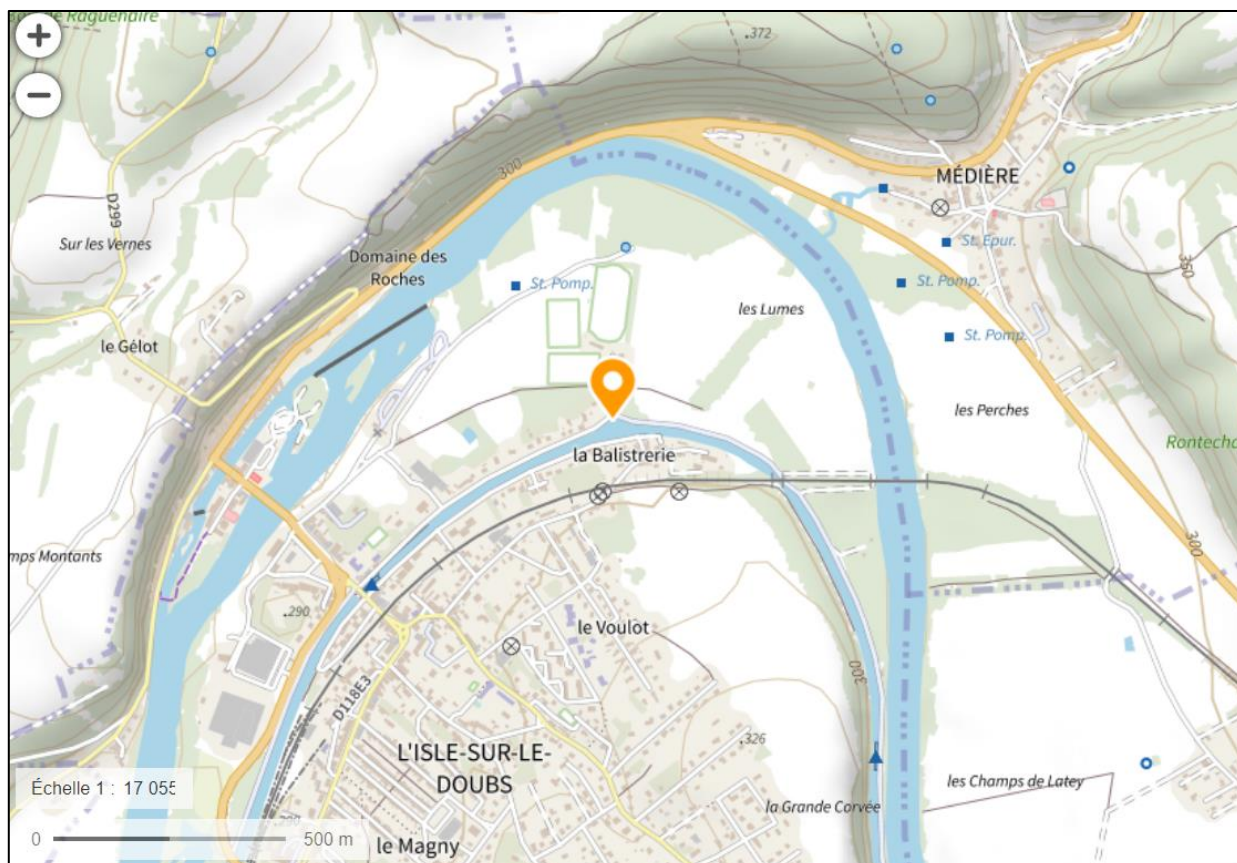 de Raguenaire
.372
D299
300
MÉDIÈRE
Sur les Vernes
Domaine des
Roches
St. Epur.
St. Pomp.
St. Pomp.
350
les Lumes
le Gélot
St. Pomp.
les Perches
Rontecha
la Balistrerie
mps Montants
300
.290
le Voulot
D118E3
300
.326
L'ISLE-SUR-LE-
DOUBS
les Champs de Latey
la Grande Corvée
Échelle 1 : 17 055
290
0 500 m
le Magny